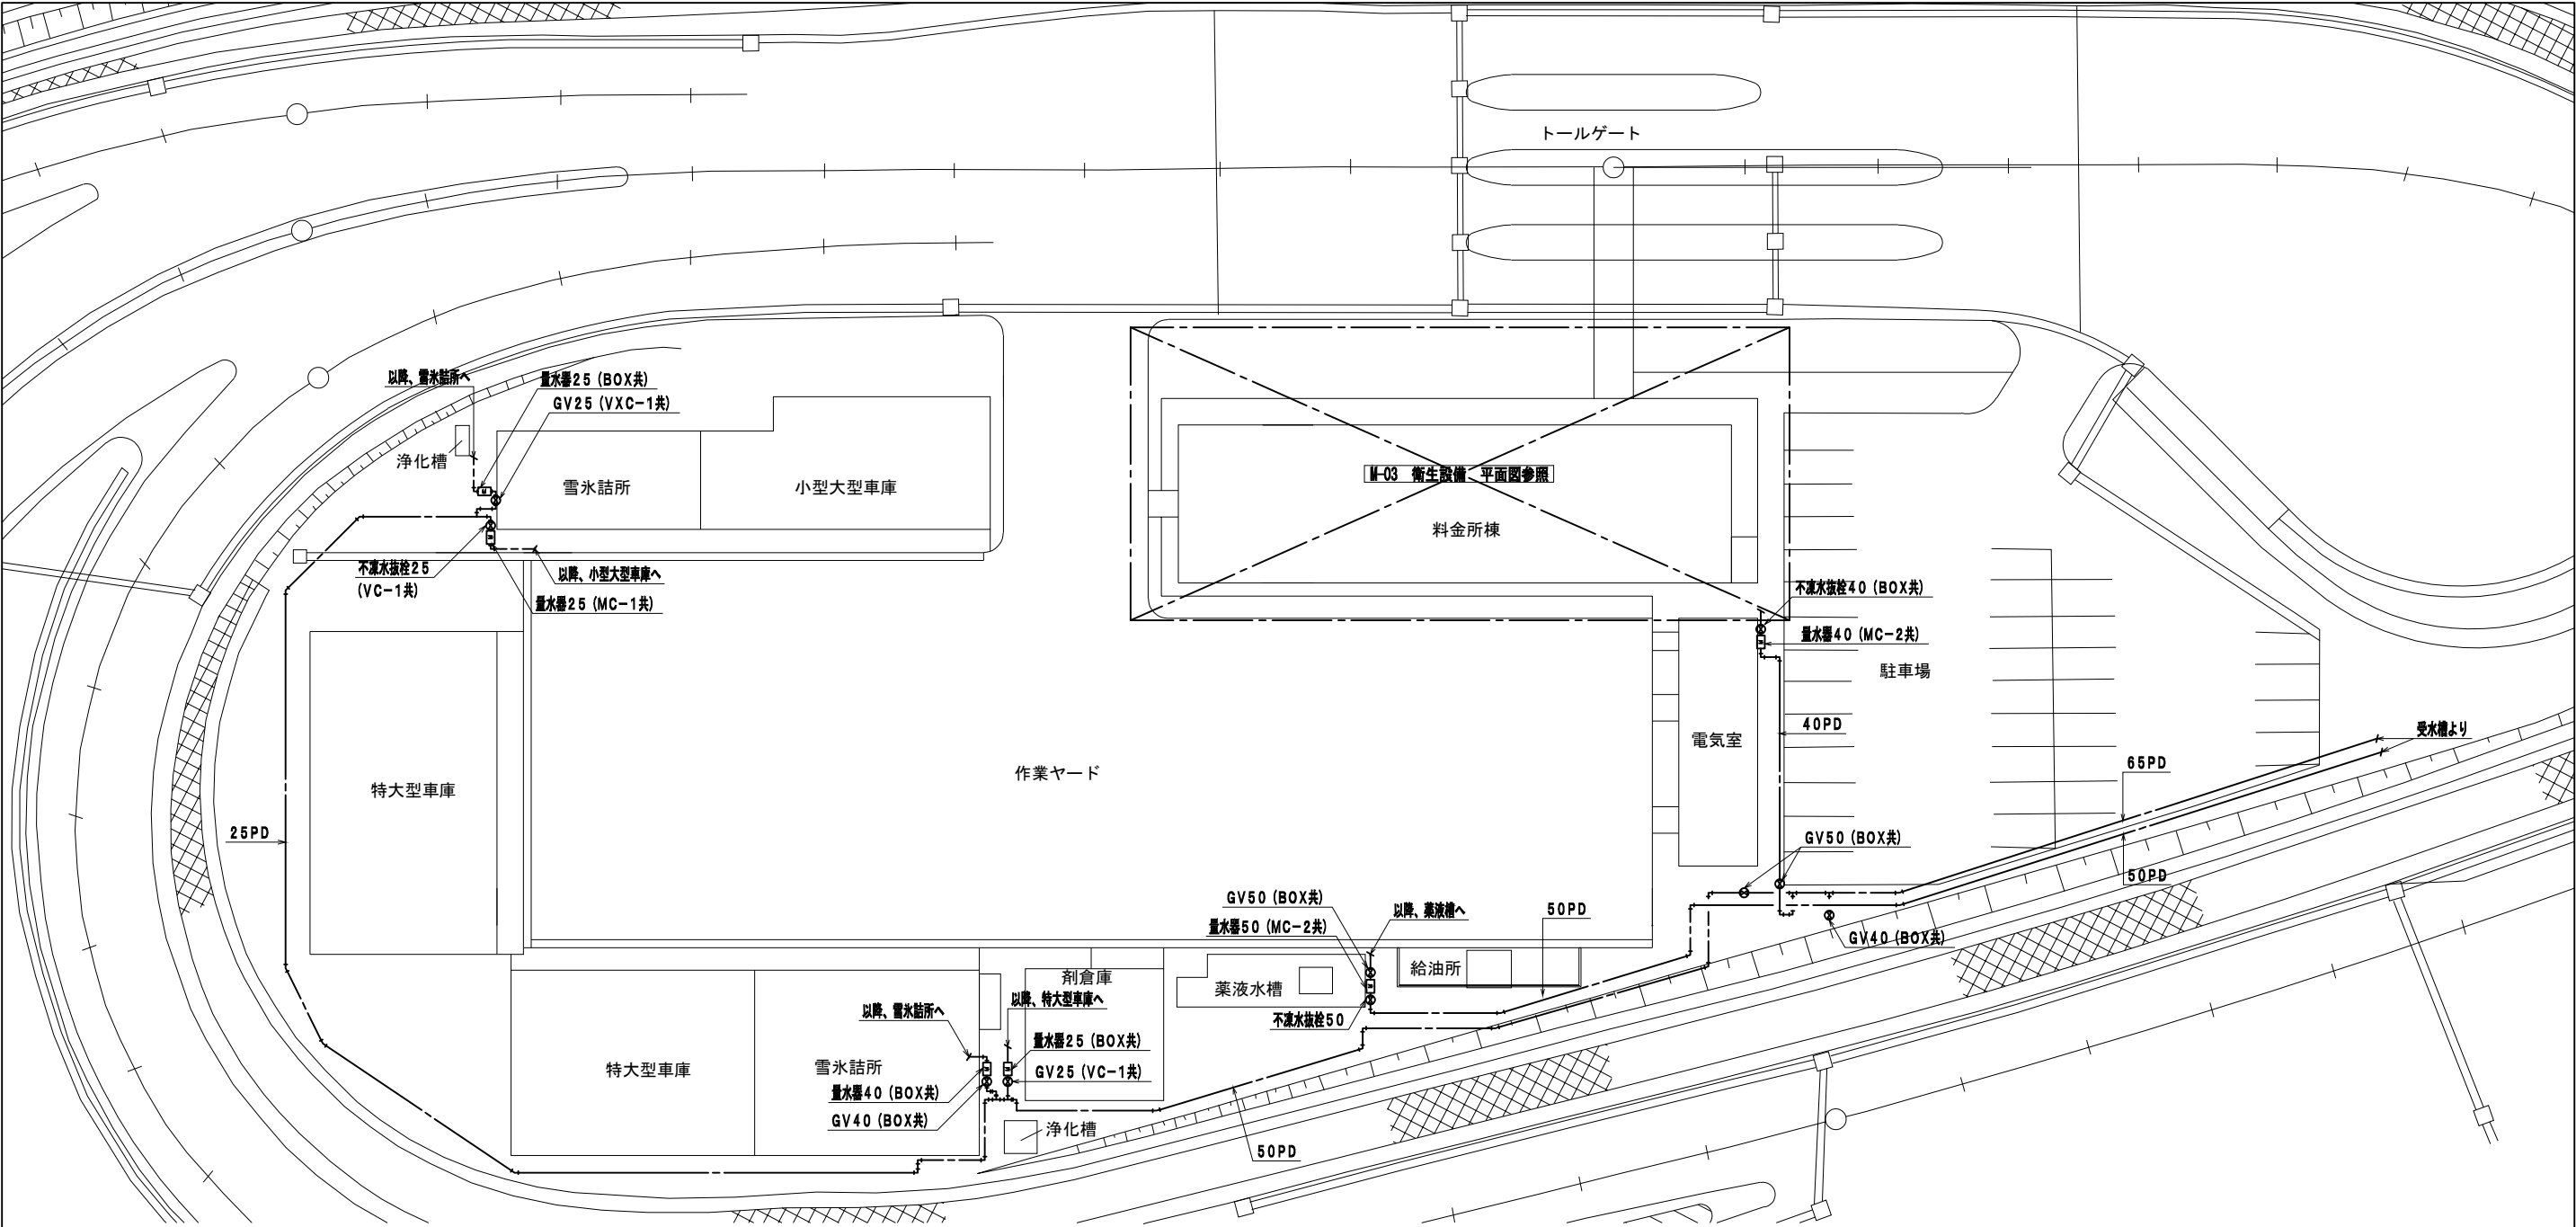 トールゲート
以降、雪氷詰所へ
量水器25 (BOX共)
GV25 (VXC-1共)
浄化槽
雪氷詰所
小型大型車庫
M-03 衛生設備 平面図参照
料金所棟
不凍水抜栓25
(VC-1共)
以降、小型大型車庫へ
量水器25 (MC-1共)
不凍水抜栓40 (BOX共)
量水器40 (MC-2共)
駐車場
40PD
電気室
受水槽より
作業ヤード
65PD
特大型車庫
25PD
GV50 (BOX共)
50PD
GV50 (BOX共)
以降、薬液槽へ
50PD
量水器50 (MC-2共)
GV40 (BOX共)
給油所
剤倉庫
薬液水槽
以降、特大型車庫へ
以降、雪氷詰所へ
不凍水抜栓50
量水器25 (BOX共)
特大型車庫
雪氷詰所
GV25 (VC-1共)
量水器40 (BOX共)
GV40 (BOX共)
浄化槽
50PD